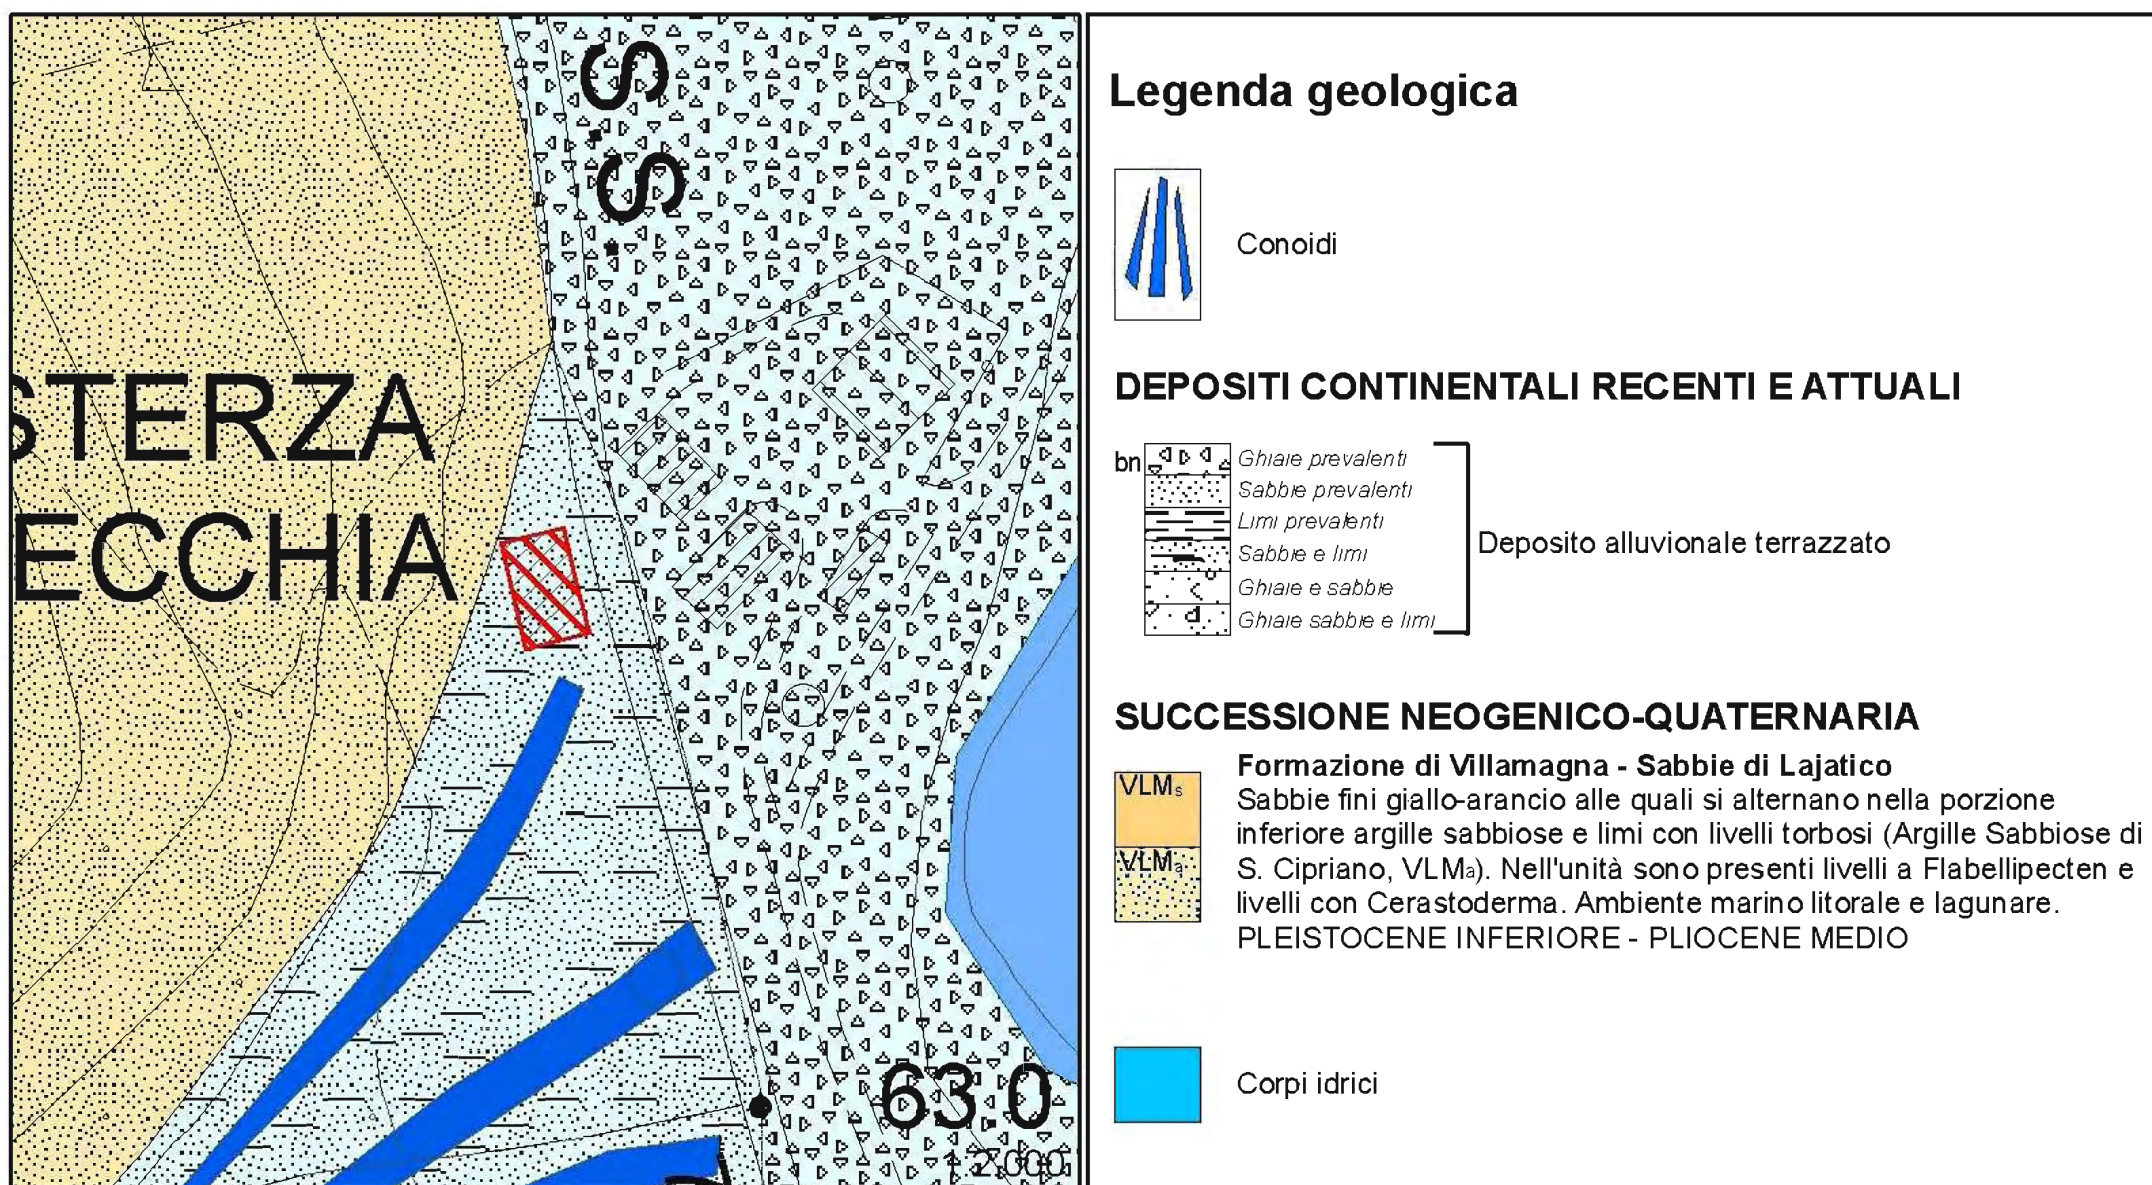 S.S.
STERZA
ECCHIA
63.0
1:2.000
Legenda geologica
Conoidi
DEPOSITI CONTINENTALI RECENTI E ATTUALI
bn
Ghiaie prevalenti
Sabbie prevalenti
Limi prevalenti
Sabbie e limi
Ghiaie e sabbie
Ghiaie sabbie e limi
Deposito alluvionale terrazzato
SUCCESSIONE NEOGENICO-QUATERNARIA
VLMs
VLMa
Formazione di Villamagna - Sabbie di Lajatico
Sabbie fini giallo-arancio alle quali si alternano nella porzione
inferiore argille sabbiose e limi con livelli torbosi (Argille Sabbiose di
S. Cipriano, VLMa). Nell'unità sono presenti livelli a Flabellipecten e
livelli con Cerastoderma. Ambiente marino litorale e lagunare.
PLEISTOCENE INFERIORE - PLIOCENE MEDIO
Corpi idrici